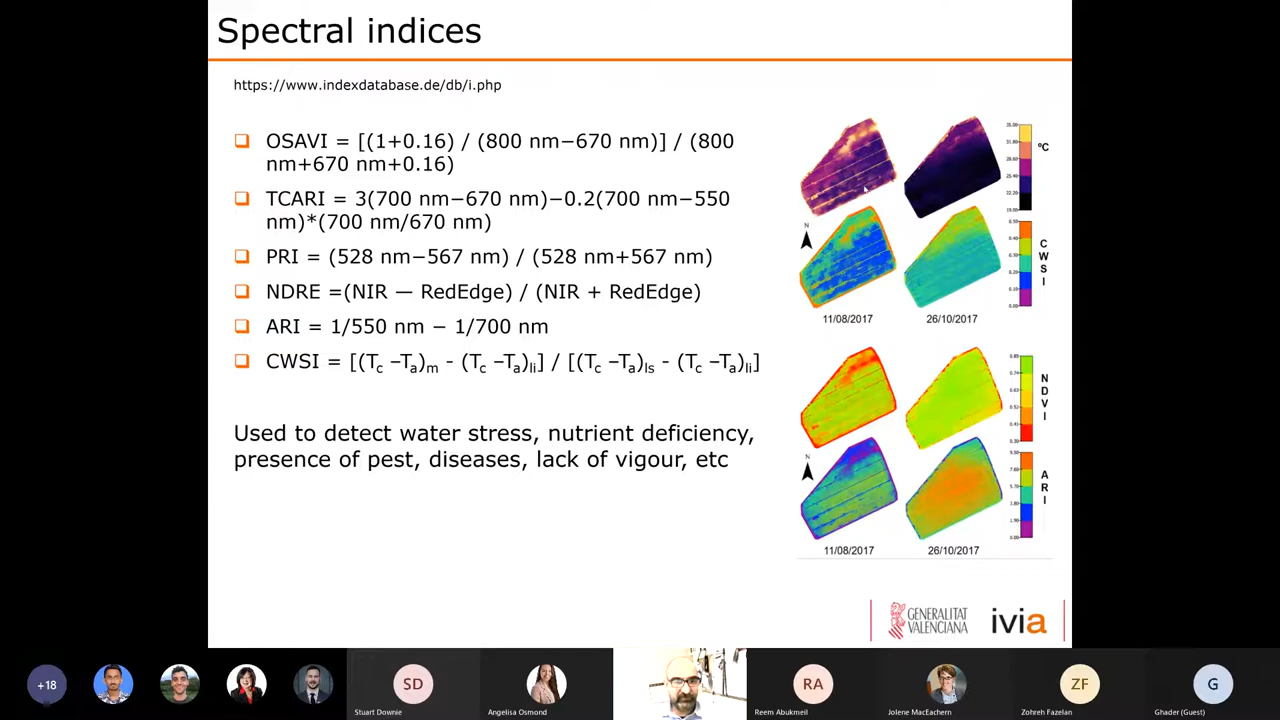 Spectral indices
https://www.indexdatabase.de/db/i.php
OSAVI = [(1+0.16) / (800 nm−670 nm)] / (800
nm+670 nm+0.16)
TCARI = 3(700 nm−670 nm)−0.2(700 nm−550
nm)*(700 nm/670 nm)
PRI = (528 nm−567 nm) / (528 nm+567 nm)
NDRE =(NIR — RedEdge) / (NIR + RedEdge)
ARI = 1/550 nm − 1/700 nm
CWSI = [(Tc –Ta)m - (Tc –Ta)li] / [(Tc –Ta)ls - (Tc –Ta)li]
Used to detect water stress, nutrient deficiency,
presence of pest, diseases, lack of vigour, etc
ºC
N
CWSI
11/08/2017
26/10/2017
NDVI
N
ARI
11/08/2017
26/10/2017
GENERALITAT
VALENCIANA
ivia
+18
SD
RA
ZF
G
Stuart Downie
Angelisa Osmond
Reem Abukmeil
Jolene MacEachern
Zohreh Fazelan
Ghader (Guest)